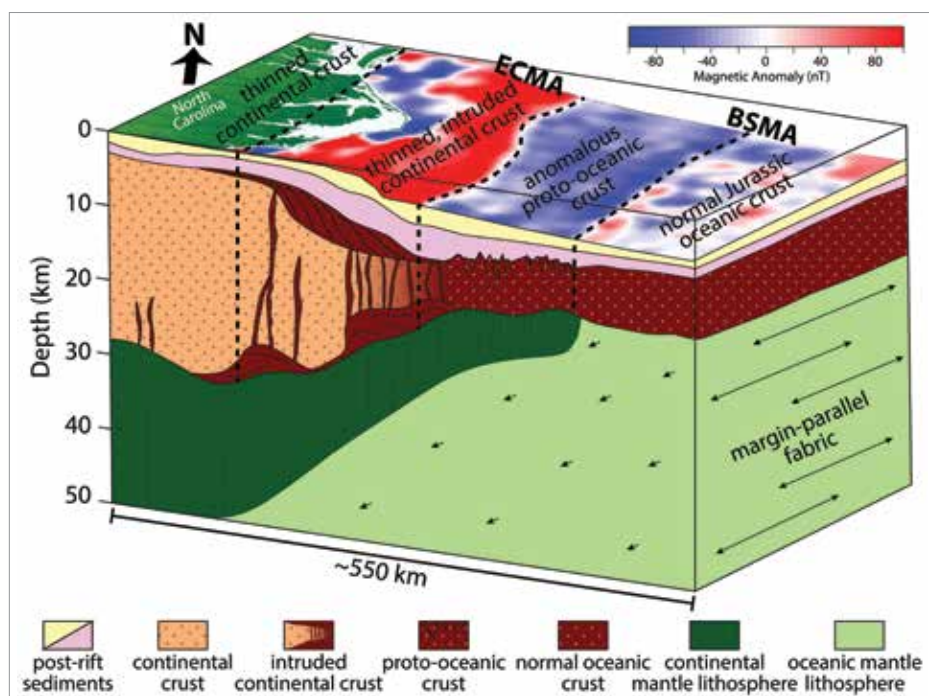 N
-80 -40 0 40 80
Magnetic Anomaly (nT)
North
Carolina
thinned
continental crust
ECMA
thinned, intruded
continental crust
BSMA
anomalous
proto-oceanic
crust
normal Jurassic
oceanic crust
0
10
20
30
40
50
Depth (km)
margin-parallel
fabric
~550 km
post-rift
sediments
continental
crust
intruded
continental crust
proto-oceanic
crust
normal oceanic
crust
continental
mantle lithosphere
oceanic mantle
lithosphere